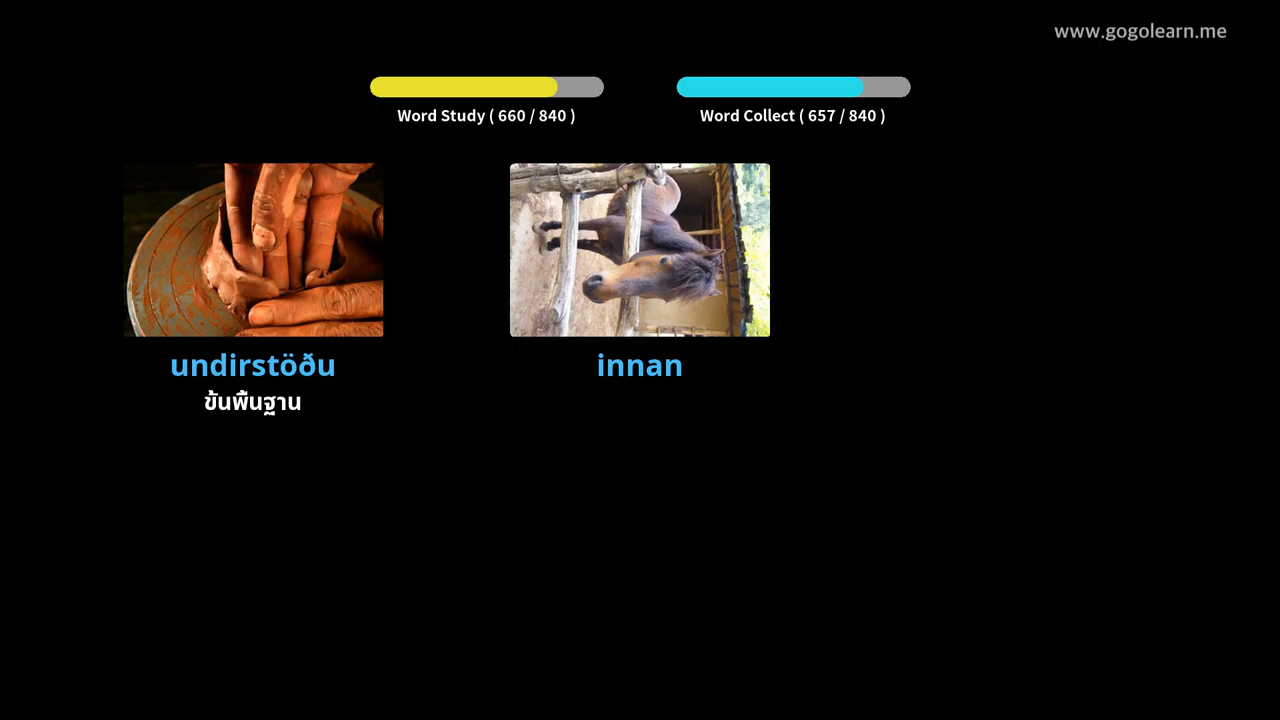 www.gogolearn.me
Word Study ( 660 / 840 )
Word Collect ( 657 / 840 )
undirstöðu
ขั้นพื้นฐาน
innan